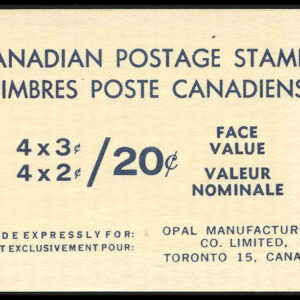 ANADIAN POSTAGE STAMP
IMBRES POSTE CANADIENS
4 x 3¢
4 x 2¢
/20¢
FACE
VALUE
VALEUR
NOMINALE
DE EXPRESSLY FOR:
T EXCLUSIVEMENT POUR:
OPAL MANUFACTUR
CO. LIMITED,
TORONTO 15, CANA